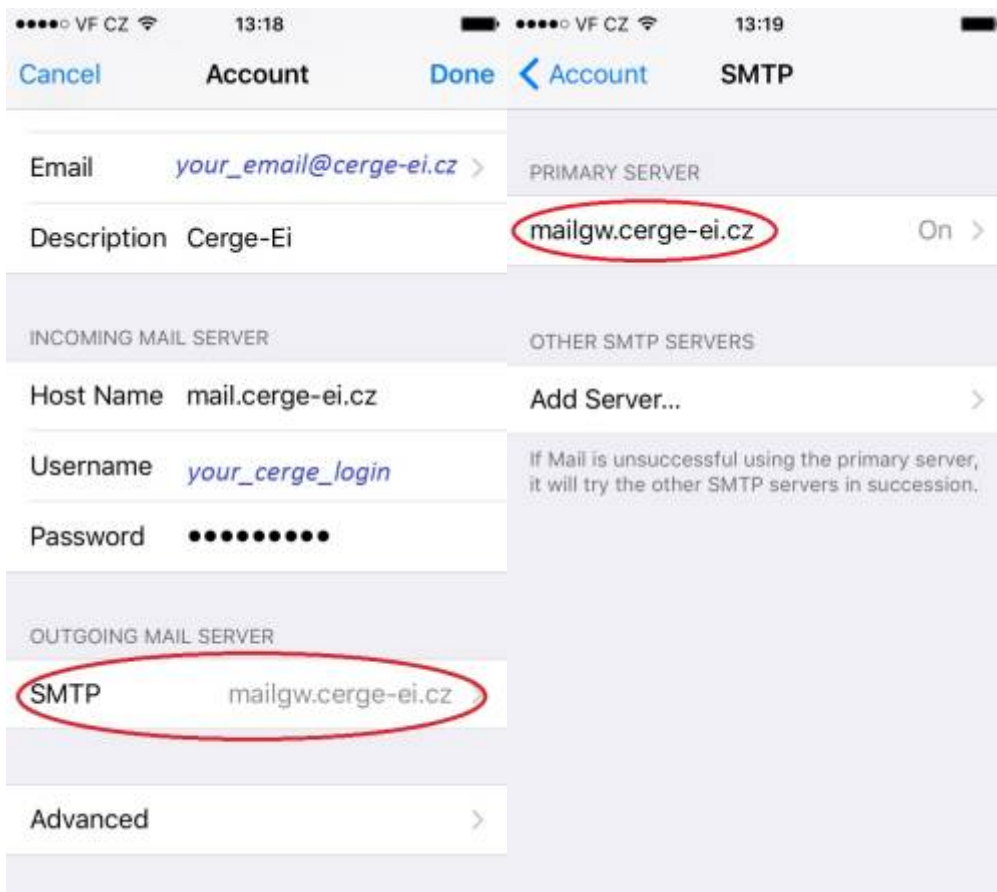 VF CZ 13:18
Cancel Account Done
Email your_email@cerge-ei.cz
Description Cerge-Ei
INCOMING MAIL SERVER
Host Name mail.cerge-ei.cz
Username your_cerge_login
Password •••••••••
OUTGOING MAIL SERVER
SMTP mailgw.cerge-ei.cz
Advanced
VF CZ 13:19
Account SMTP
PRIMARY SERVER
mailgw.cerge-ei.cz On
OTHER SMTP SERVERS
Add Server...
If Mail is unsuccessful using the primary server,
it will try the other SMTP servers in succession.